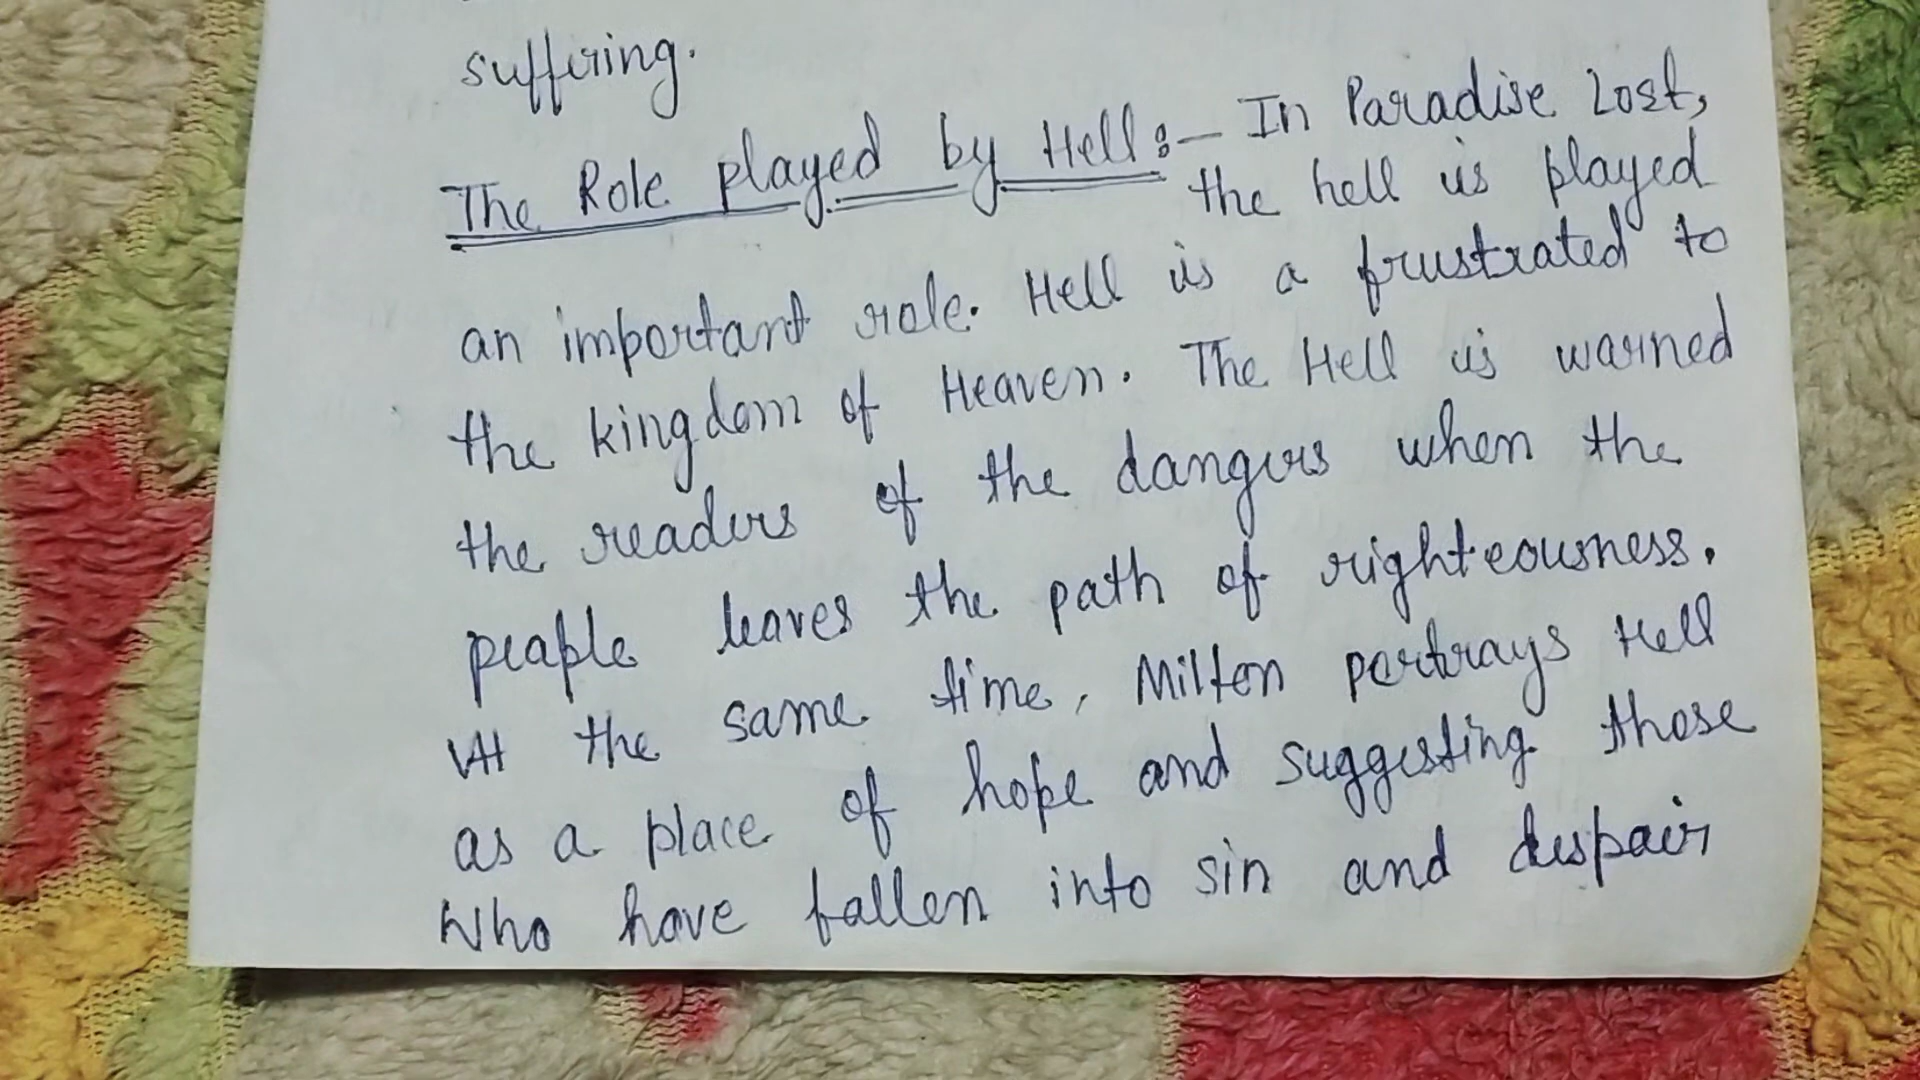 suffering.
The Role played by Hell :- In Paradise Lost,
the hell is played
an important role. Hell is a frustrated to
the kingdom of Heaven. The Hell is warned
the readers of the dangers when the
peaple leaves the path of righteousness.
At the same time, Milton portrays Hell
as a place of hope and suggesting those
Who have fallen into sin and despair